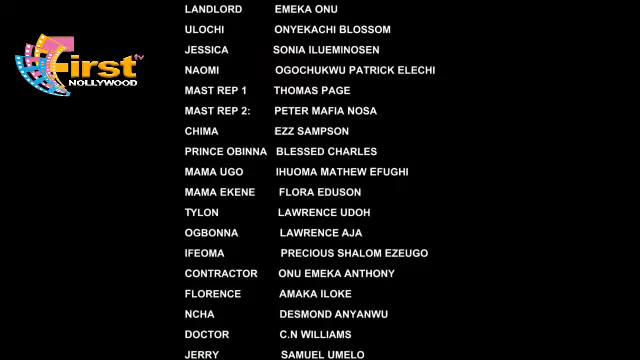 LANDLORD EMEKA ONU
ULOCHI ONYEKACHI BLOSSOM
JESSICA SONIA ILUEMINOSEN
NAOMI OGOCHUKWU PATRICK ELECHI
MAST REP 1 THOMAS PAGE
MAST REP 2: PETER MAFIA NOSA
CHIMA EZZ SAMPSON
PRINCE OBINNA BLESSED CHARLES
MAMA UGO IHUOMA MATHEW EFUGHI
MAMA EKENE FLORA EDUSON
TYLON LAWRENCE UDOH
OGBONNA LAWRENCE AJA
IFEOMA PRECIOUS SHALOM EZEUGO
CONTRACTOR ONU EMEKA ANTHONY
FLORENCE AMAKA ILOKE
NCHA DESMOND ANYANWU
DOCTOR C.N WILLIAMS
JERRY SAMUEL UMELO
First tv
NOLLYWOOD